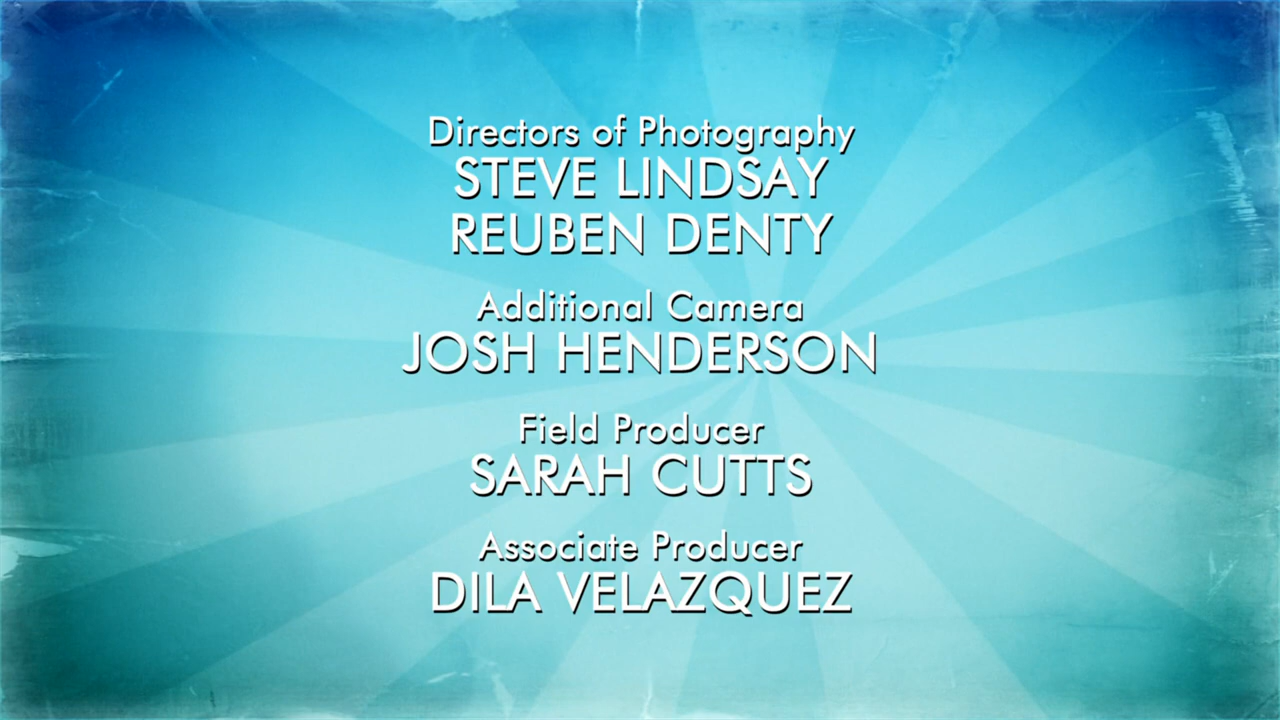 Directors of Photography
STEVE LINDSAY
REUBEN DENTY
Additional Camera
JOSH HENDERSON
Field Producer
SARAH CUTTS
Associate Producer
DILA VELAZQUEZ